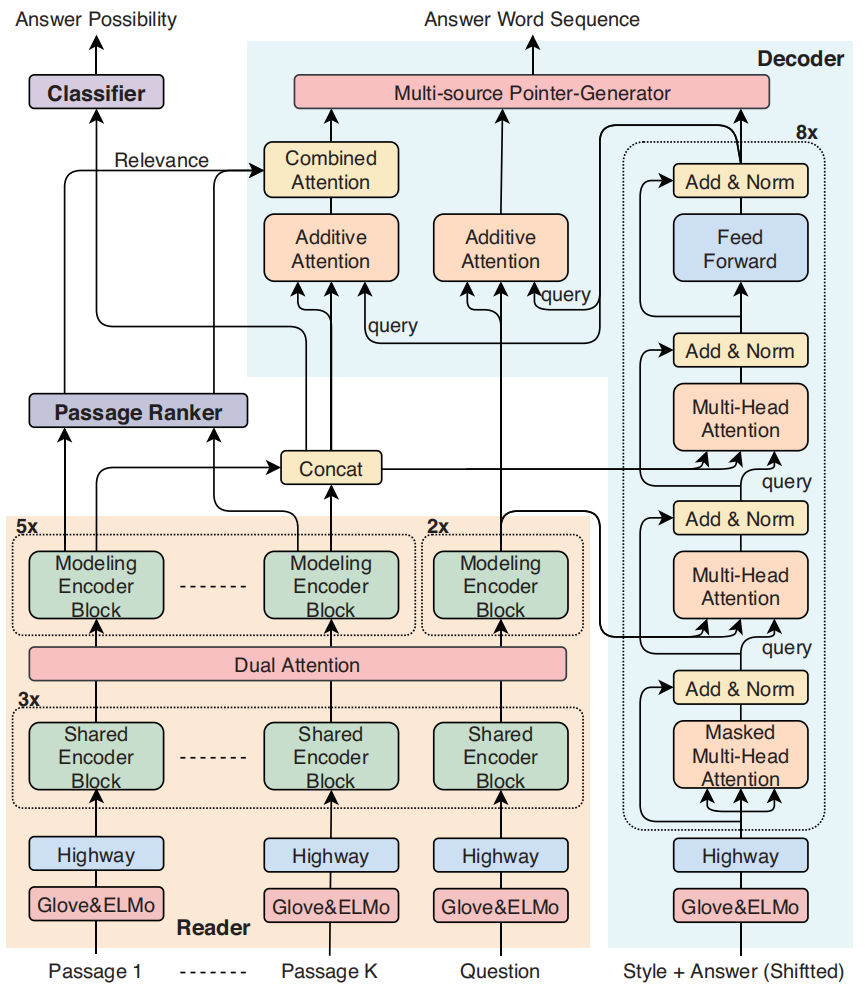 Answer Possibility
Answer Word Sequence
Decoder
Classifier
Multi-source Pointer-Generator
8x
Relevance
Combined
Attention
Add & Norm
Additive
Attention
Additive
Attention
Feed
Forward
query
query
Add & Norm
Passage Ranker
Multi-Head
Attention
Concat
query
Add & Norm
5x
2x
Modeling
Encoder
Block
Modeling
Encoder
Block
Modeling
Encoder
Block
Multi-Head
Attention
query
Dual Attention
Add & Norm
3x
Shared
Encoder
Block
Shared
Encoder
Block
Shared
Encoder
Block
Masked
Multi-Head
Attention
Highway
Highway
Highway
Highway
Glove&ELMo
Glove&ELMo
Glove&ELMo
Glove&ELMo
Reader
Passage 1
Passage K
Question
Style + Answer (Shiftted)